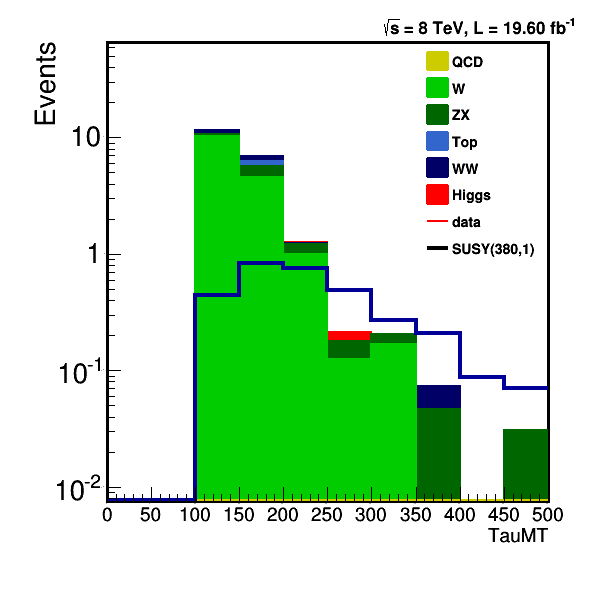 √s = 8 TeV, L = 19.60 fb⁻¹
Events
QCD
W
ZX
Top
WW
Higgs
data
SUSY(380,1)
10
1
10⁻¹
10⁻²
0 50 100 150 200 250 300 350 400 450 500
TauMT